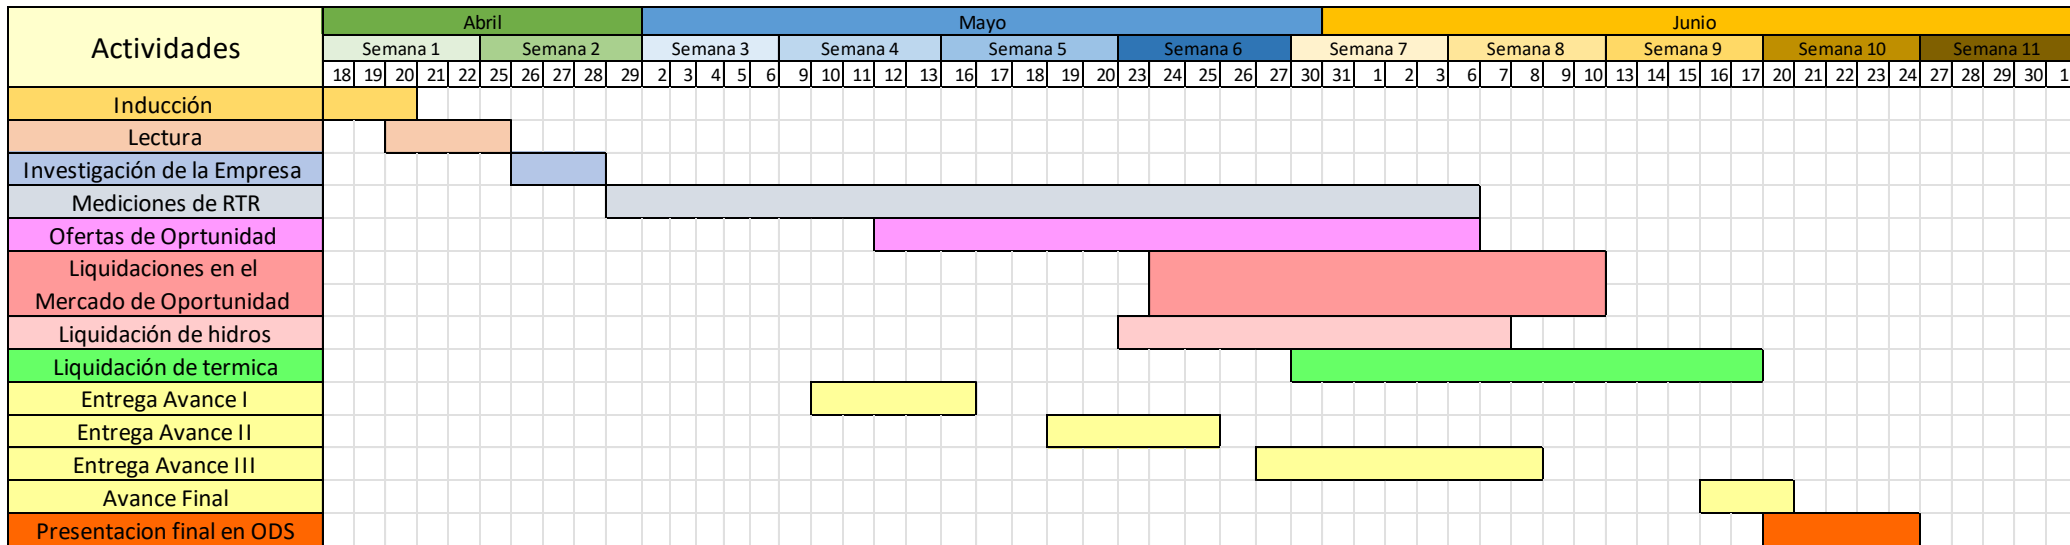 Actividades
Abril Mayo Junio
Semana 1 Semana 2 Semana 3 Semana 4 Semana 5 Semana 6 Semana 7 Semana 8 Semana 9 Semana 10 Semana 11
18 19 20 21 22 25 26 27 28 29 2 3 4 5 6 9 10 11 12 13 16 17 18 19 20 23 24 25 26 27 30 31 1 2 3 6 7 8 9 10 13 14 15 16 17 20 21 22 23 24 27 28 29 30 1
Inducción
Lectura
Investigación de la Empresa
Mediciones de RTR
Ofertas de Oprtunidad
Liquidaciones en el
Mercado de Oportunidad
Liquidación de hidros
Liquidación de termica
Entrega Avance I
Entrega Avance II
Entrega Avance III
Avance Final
Presentacion final en ODS